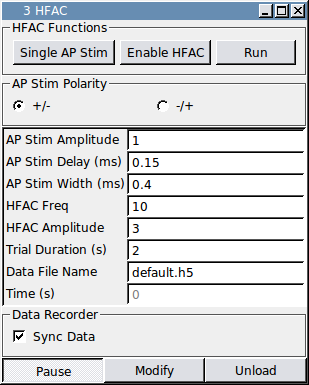 3 HFAC
HFAC Functions
Single AP Stim Enable HFAC Run
AP Stim Polarity
+/- -/+
AP Stim Amplitude 1
AP Stim Delay (ms) 0.15
AP Stim Width (ms) 0.4
HFAC Freq 10
HFAC Amplitude 3
Trial Duration (s) 2
Data File Name default.h5
Time (s) 0
Data Recorder
Sync Data
Pause Modify Unload